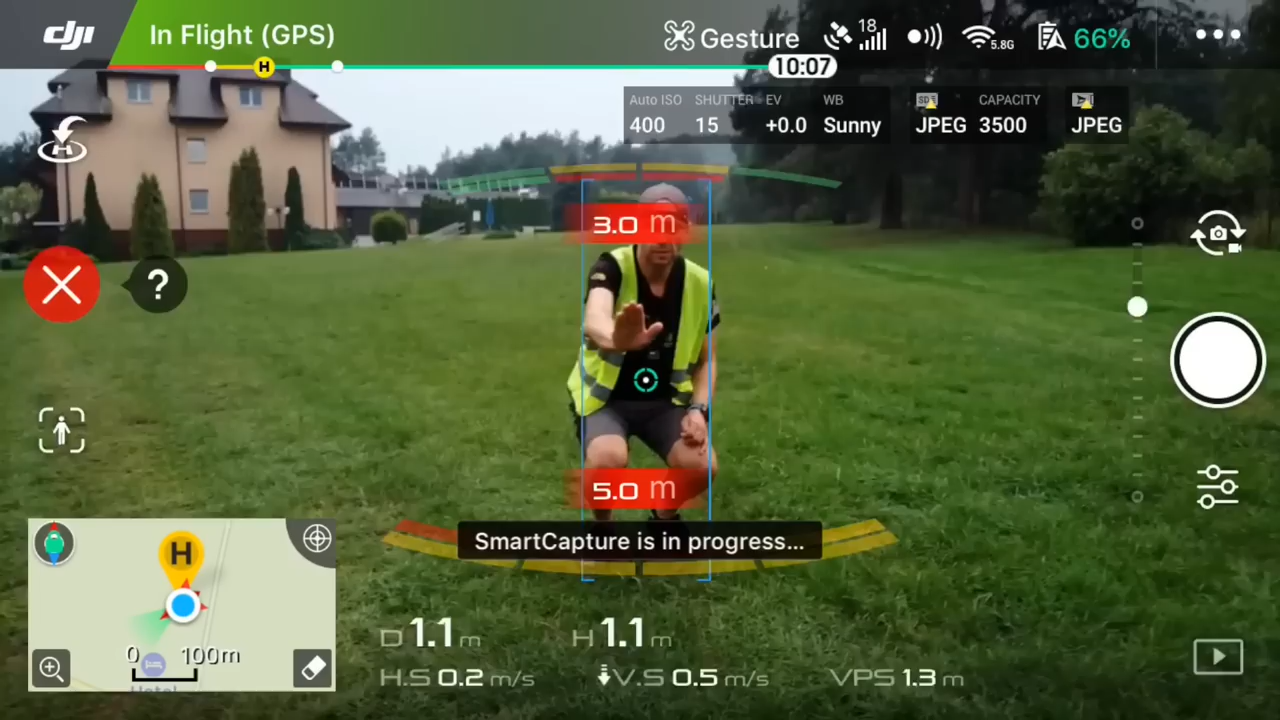 dji In Flight (GPS) Gesture 18 5.8G 66%
H 10:07
Auto ISO SHUTTER EV WB SD CAPACITY
400 15 +0.0 Sunny JPEG 3500 JPEG
H
3.0 m
?
5.0 m
SmartCapture is in progress...
H
0 100m
Hotel
D 1.1 m H 1.1 m
H.S 0.2 m/s V.S 0.5 m/s VPS 1.3 m